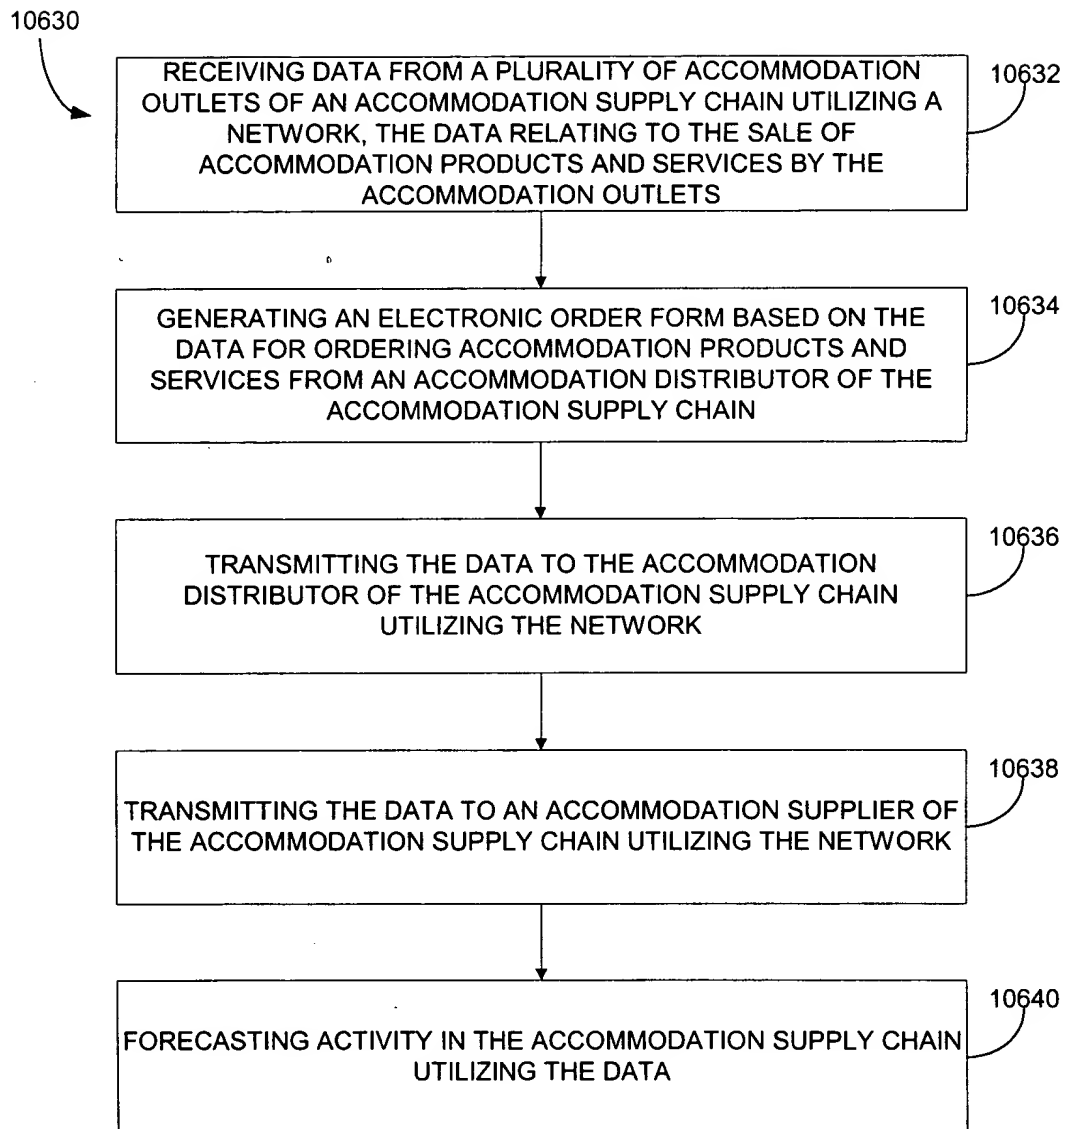 10630
RECEIVING DATA FROM A PLURALITY OF ACCOMMODATION
OUTLETS OF AN ACCOMMODATION SUPPLY CHAIN UTILIZING A
NETWORK, THE DATA RELATING TO THE SALE OF
ACCOMMODATION PRODUCTS AND SERVICES BY THE
ACCOMMODATION OUTLETS
10632
GENERATING AN ELECTRONIC ORDER FORM BASED ON THE
DATA FOR ORDERING ACCOMMODATION PRODUCTS AND
SERVICES FROM AN ACCOMMODATION DISTRIBUTOR OF THE
ACCOMMODATION SUPPLY CHAIN
10634
TRANSMITTING THE DATA TO THE ACCOMMODATION
DISTRIBUTOR OF THE ACCOMMODATION SUPPLY CHAIN
UTILIZING THE NETWORK
10636
TRANSMITTING THE DATA TO AN ACCOMMODATION SUPPLIER OF
THE ACCOMMODATION SUPPLY CHAIN UTILIZING THE NETWORK
10638
FORECASTING ACTIVITY IN THE ACCOMMODATION SUPPLY CHAIN
UTILIZING THE DATA
10640